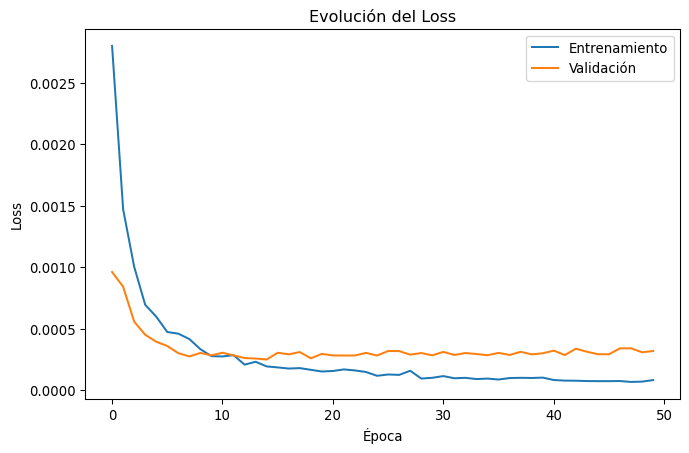 Evolución del Loss
Entrenamiento
Validación
Loss
0.0025
0.0020
0.0015
0.0010
0.0005
0.0000
0 10 20 30 40 50
Época